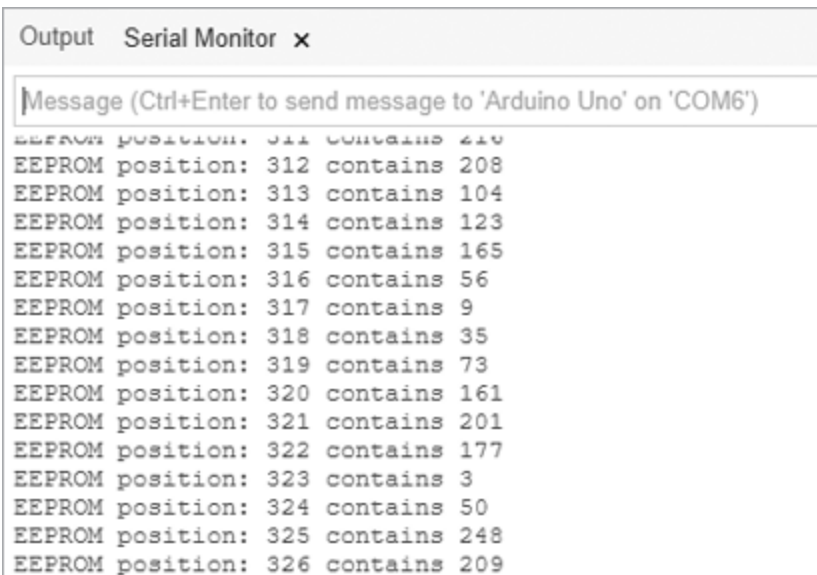 Output Serial Monitor ×
Message (Ctrl+Enter to send message to 'Arduino Uno' on 'COM6')
EEPROM position: 311 contains
EEPROM position: 312 contains 208
EEPROM position: 313 contains 104
EEPROM position: 314 contains 123
EEPROM position: 315 contains 165
EEPROM position: 316 contains 56
EEPROM position: 317 contains 9
EEPROM position: 318 contains 35
EEPROM position: 319 contains 73
EEPROM position: 320 contains 161
EEPROM position: 321 contains 201
EEPROM position: 322 contains 177
EEPROM position: 323 contains 3
EEPROM position: 324 contains 50
EEPROM position: 325 contains 248
EEPROM position: 326 contains 209